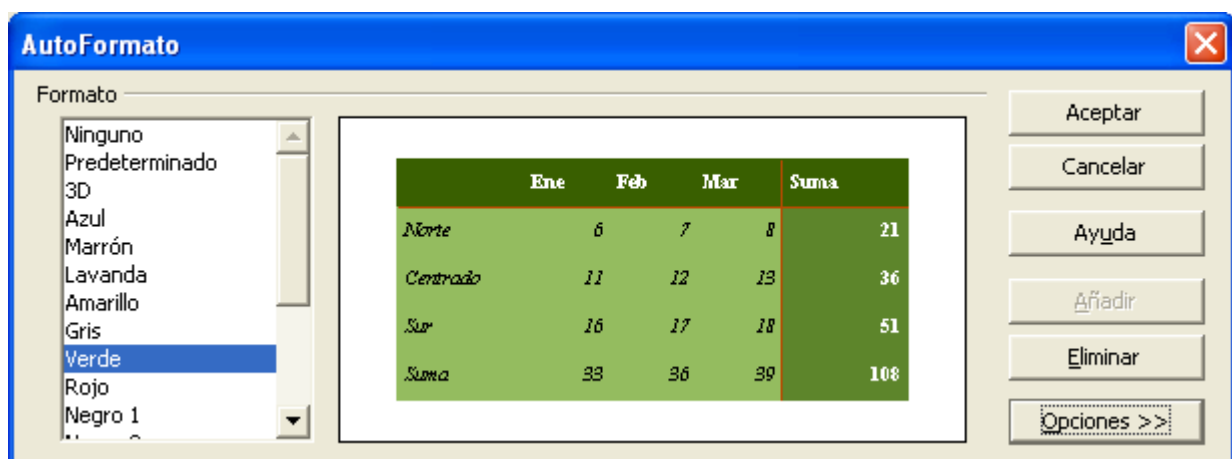 AutoFormato
Formato
Ninguno
Predeterminado
3D
Azul
Marrón
Lavanda
Amarillo
Gris
Verde
Rojo
Negro 1
Ene Feb Mar Suma
Norte 6 7 8 21
Centrado 11 12 13 36
Sur 16 17 18 51
Suma 33 36 39 108
Aceptar
Cancelar
Ayuda
Añadir
Eliminar
Opciones >>